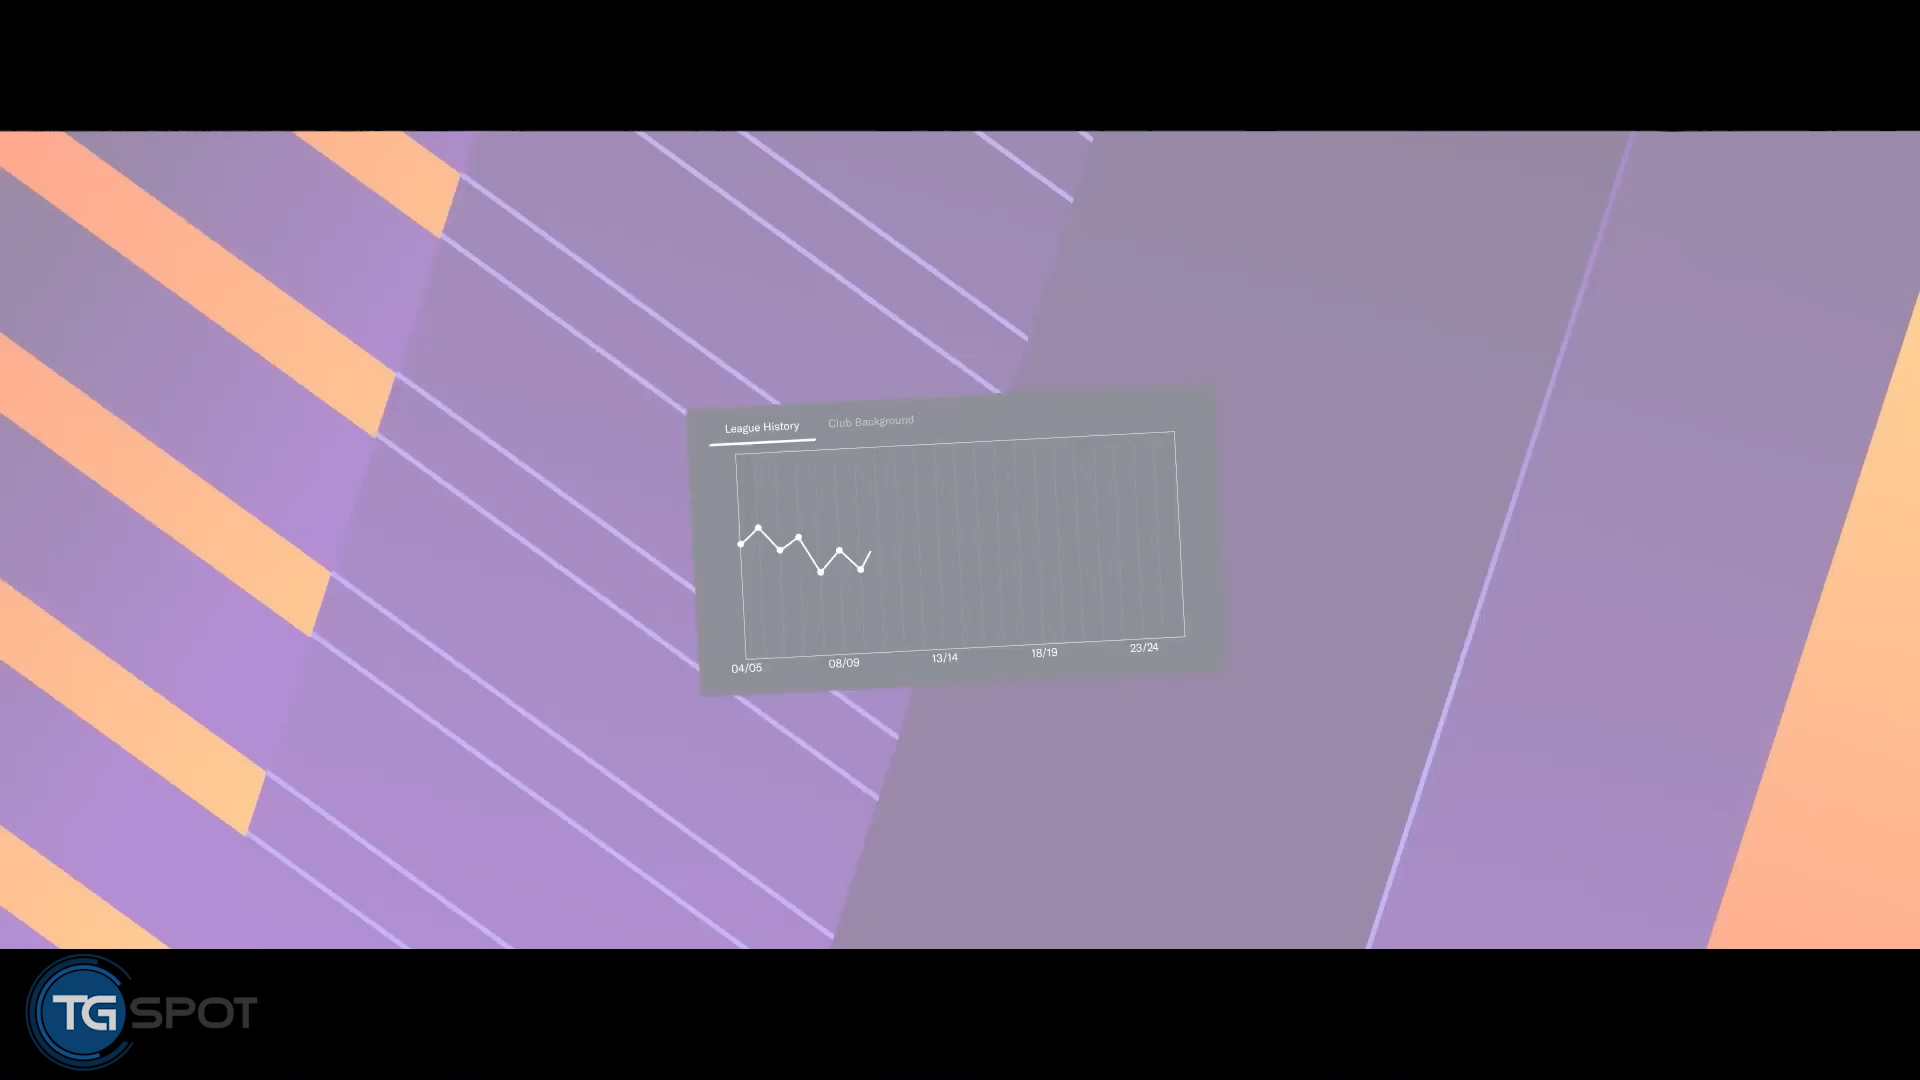 League History
Club Background
04/05
08/09
13/14
18/19
23/24
TG SPOT